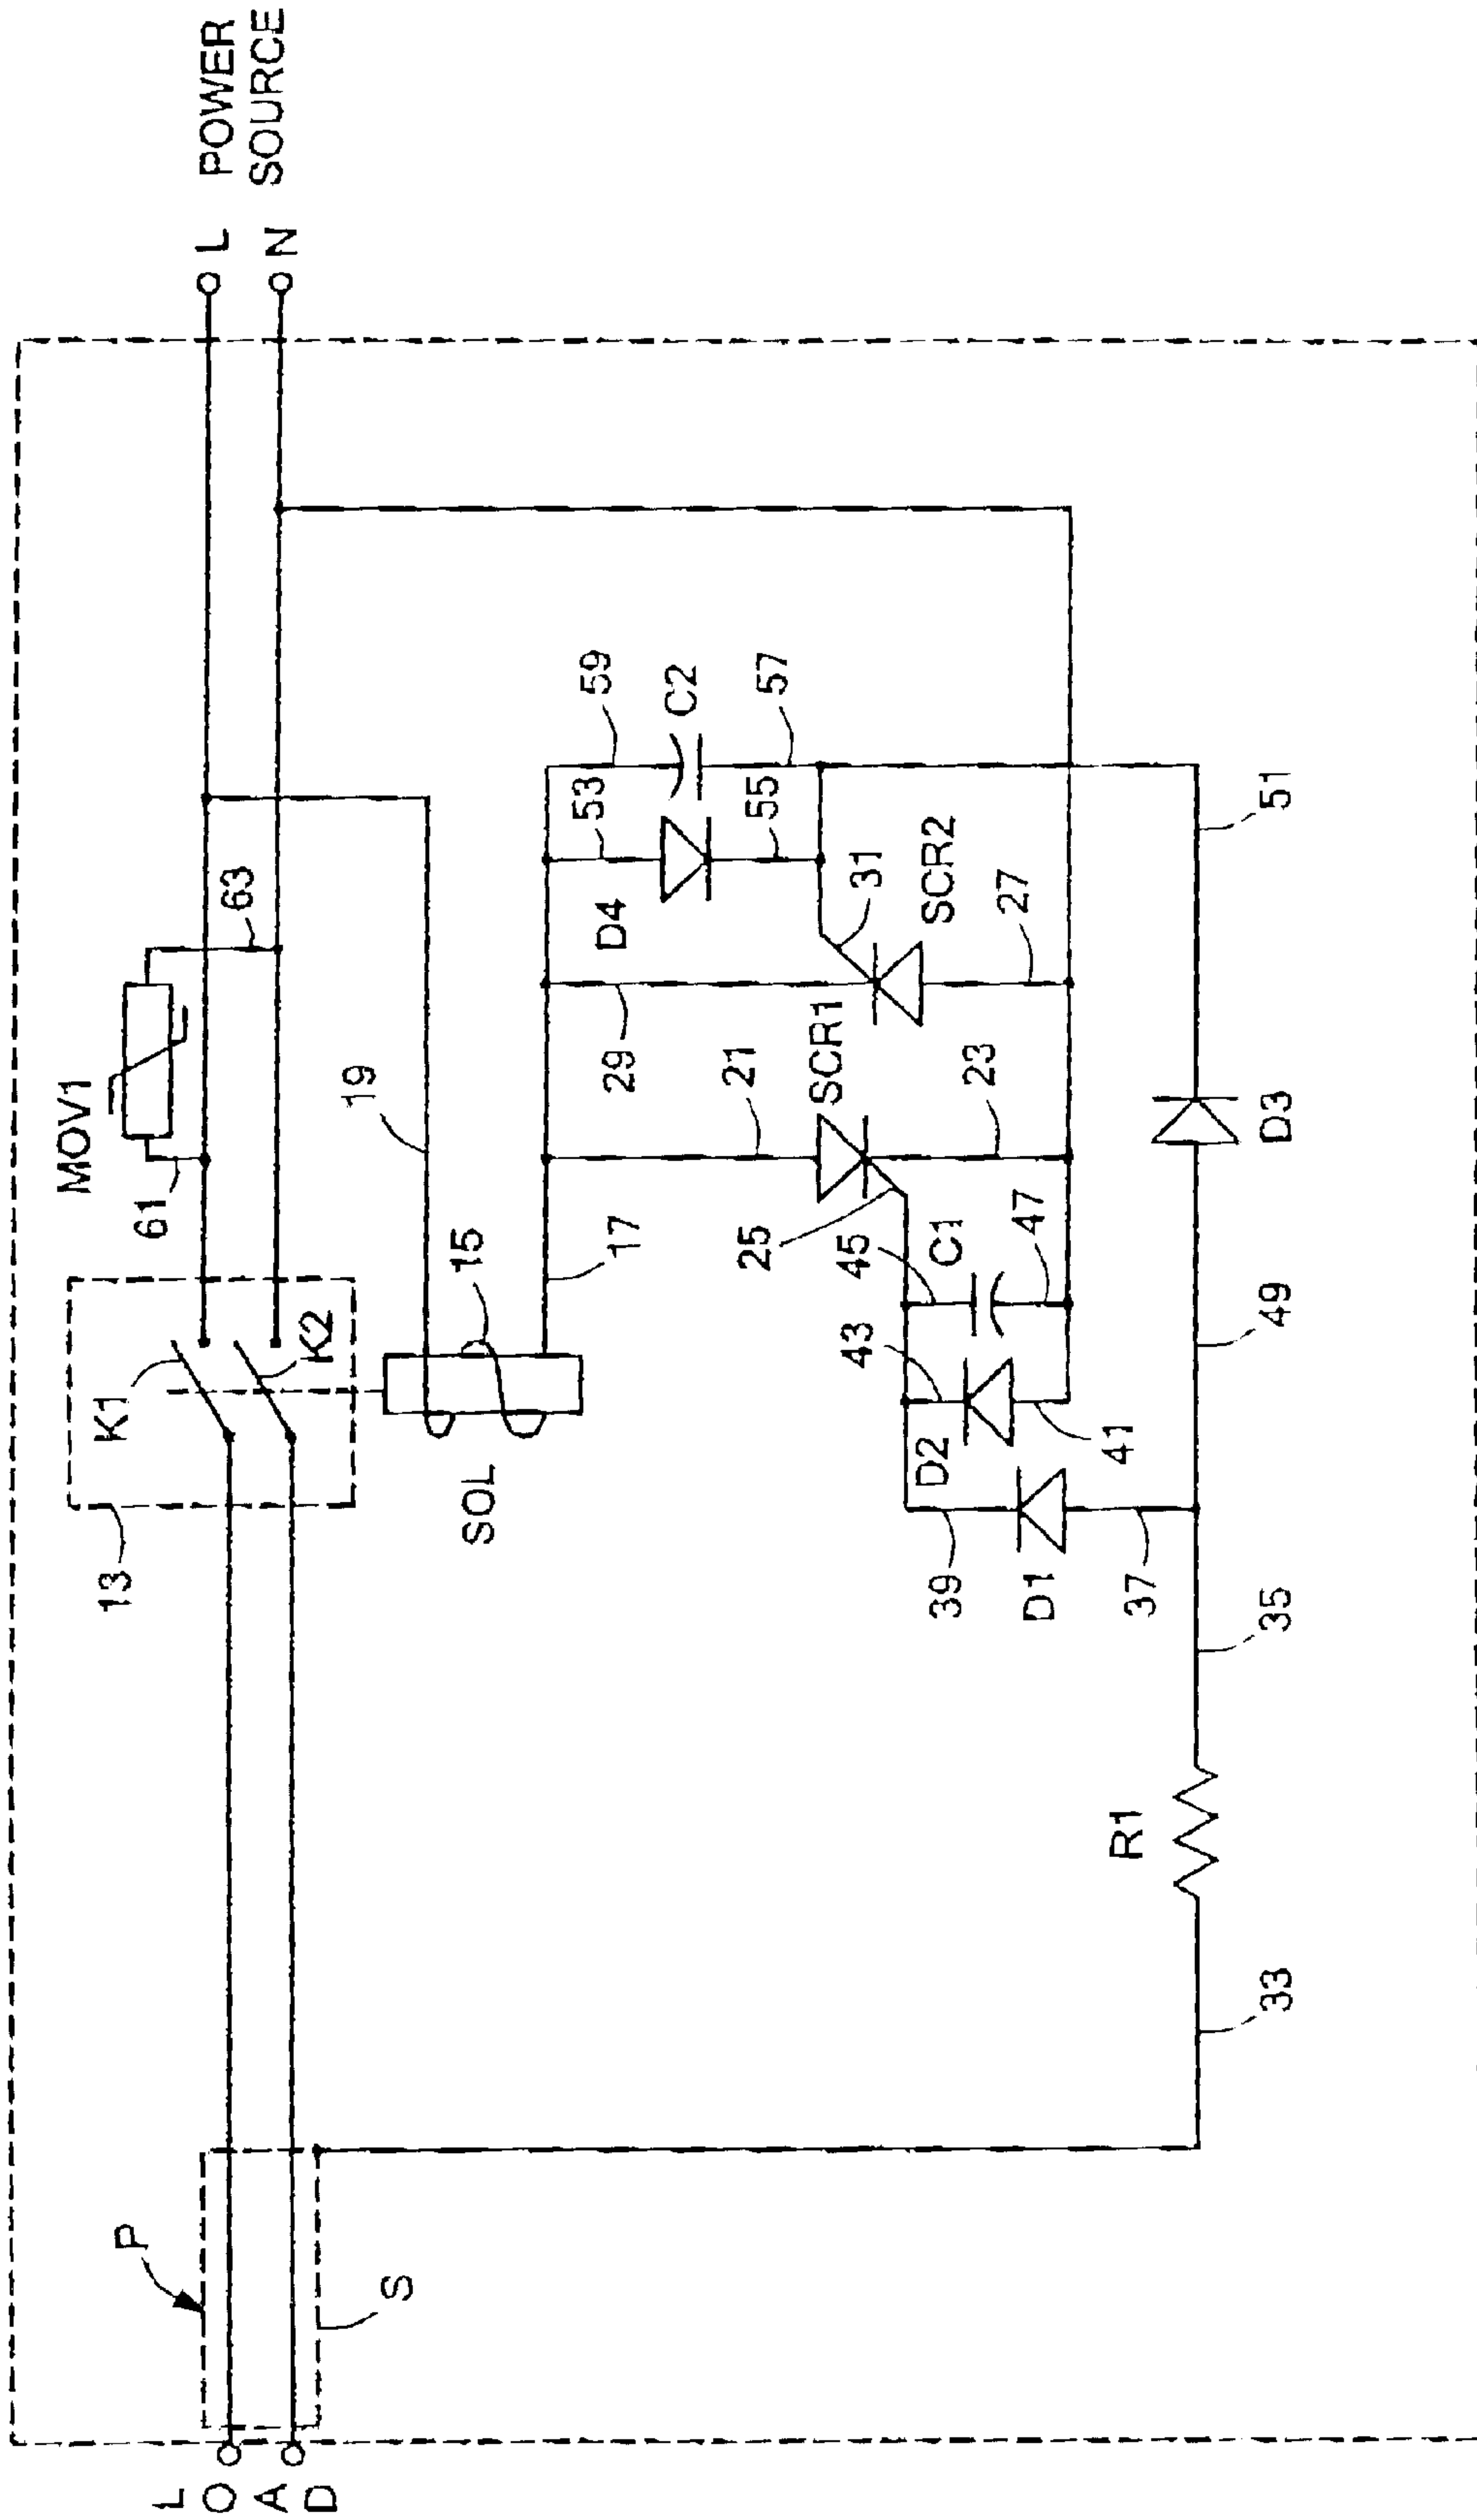 POWER
SOURCE
L
N
MOV1
63
61
K1
K2
13
19
15
SOL
17
59
C2
57
53
55
D4
31
SCR2
27
29
21
SCR1
23
25
45
C1
47
43
D2
41
39
D1
37
51
D3
49
35
R1
33
P
S
L
O
A
D